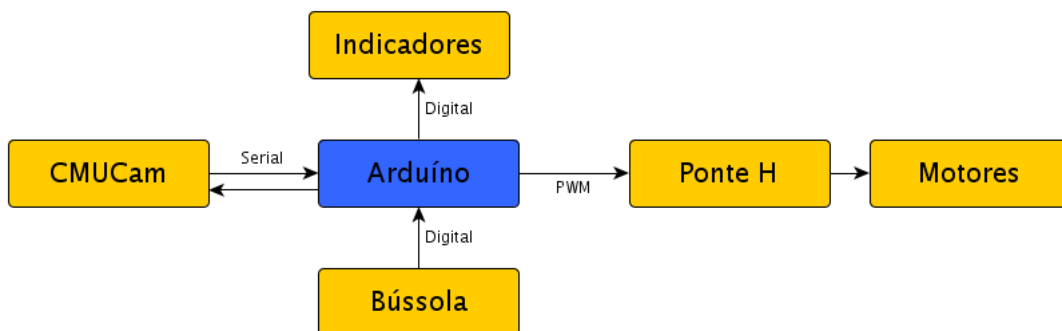 Indicadores
Digital
CMUCam
Serial
Arduíno
PWM
Ponte H
Motores
Digital
Bússola